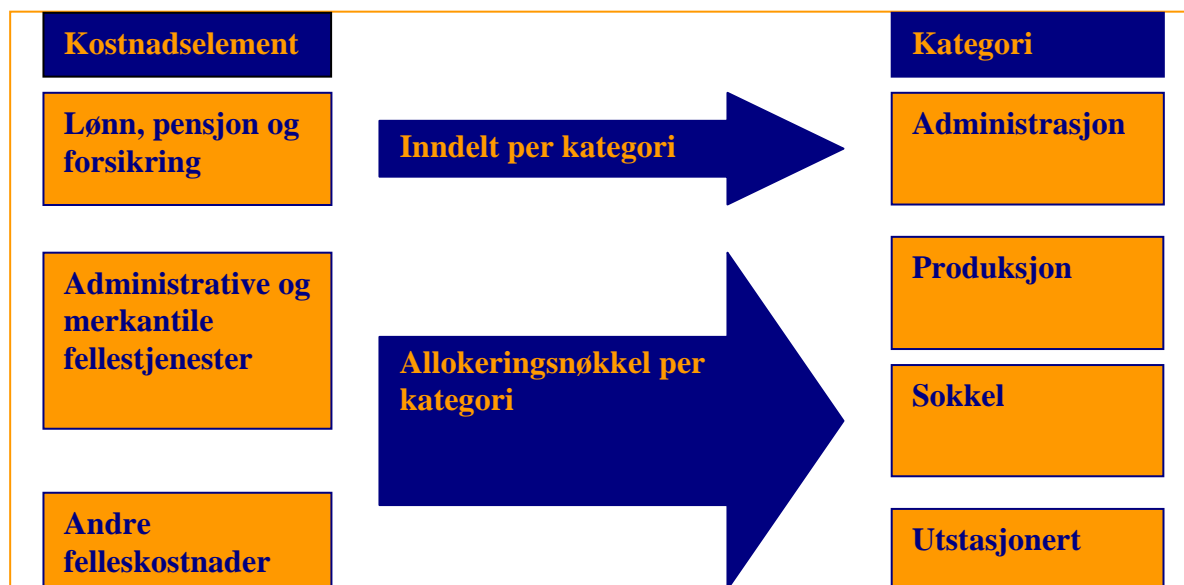 Kostnadselement
Lønn, pensjon og
forsikring
Administrative og
merkantile
fellestjenester
Andre
felleskostnader
Inndelt per kategori
Allokeringsnøkkel per
kategori
Kategori
Administrasjon
Produksjon
Sokkel
Utstasjonert